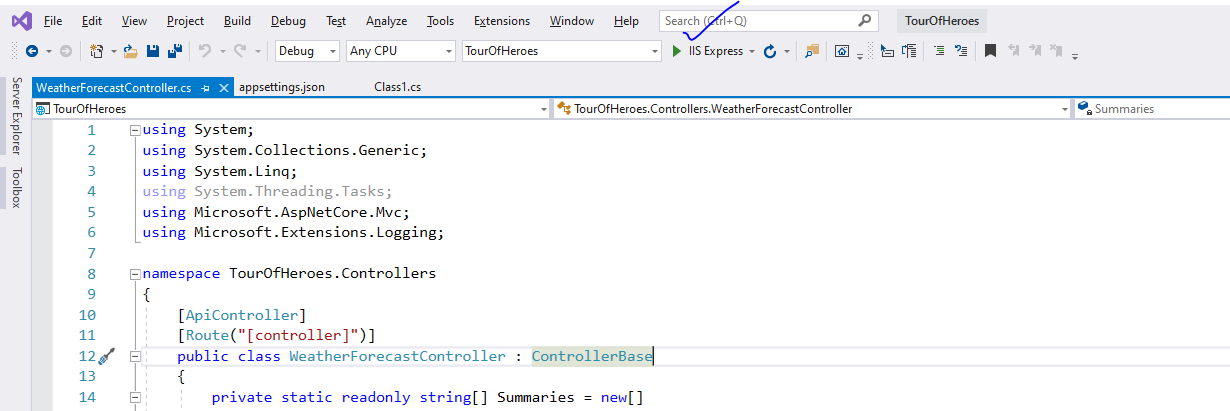 File Edit View Project Build Debug Test Analyze Tools Extensions Window Help Search (Ctrl+Q) TourOfHeroes
Debug Any CPU TourOfHeroes IIS Express
WeatherForecastController.cs appsettings.json Class1.cs
TourOfHeroes TourOfHeroes.Controllers.WeatherForecastController Summaries
Server Explorer
Toolbox
1 using System;
2 using System.Collections.Generic;
3 using System.Linq;
4 using System.Threading.Tasks;
5 using Microsoft.AspNetCore.Mvc;
6 using Microsoft.Extensions.Logging;
7
8 namespace TourOfHeroes.Controllers
9 {
10 [ApiController]
11 [Route("[controller]")]
12 public class WeatherForecastController : ControllerBase
13 {
14 private static readonly string[] Summaries = new[]